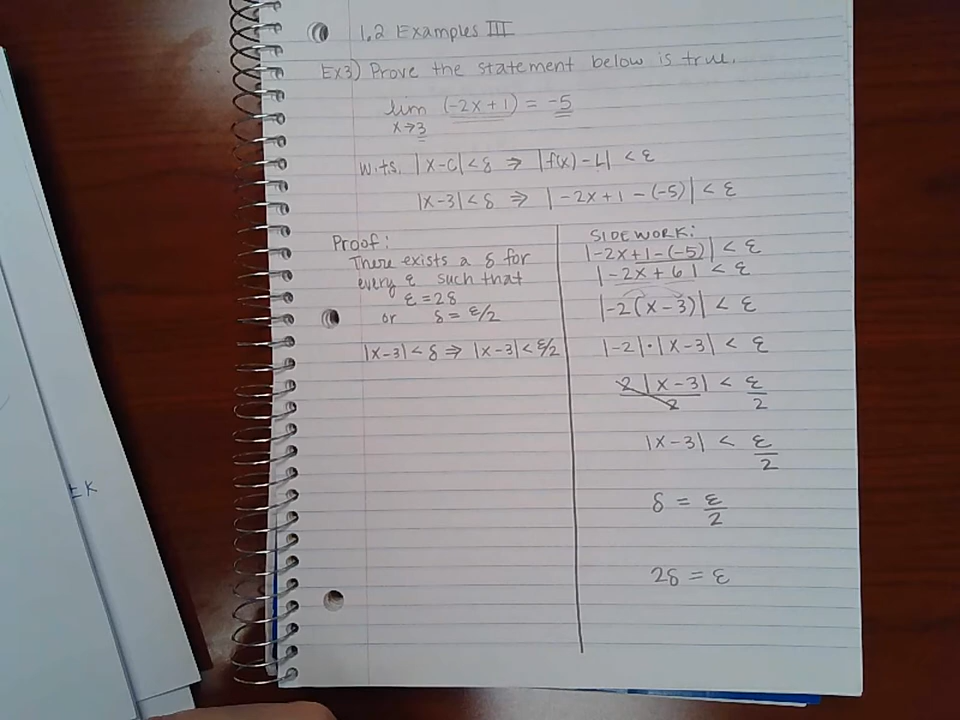 1.2 Examples III
Ex3) Prove the statement below is true.
lim (-2x+1) = -5
x→3
w.t.s. |x-c|<δ ⇒ |f(x)-L| < ε
|x-3|<δ ⇒ |-2x+1-(-5)| < ε
Proof:
There exists a δ for
every ε such that
ε = 2δ
or δ = ε/2
|x-3|<δ ⇒ |x-3|<ε/2
SIDEWORK:
|-2x+1-(-5)| < ε
|-2x+6| < ε
|-2(x-3)| < ε
|-2|·|x-3| < ε
2|x-3| < ε
2 2
|x-3| < ε
2
δ = ε
2
2δ = ε
EK